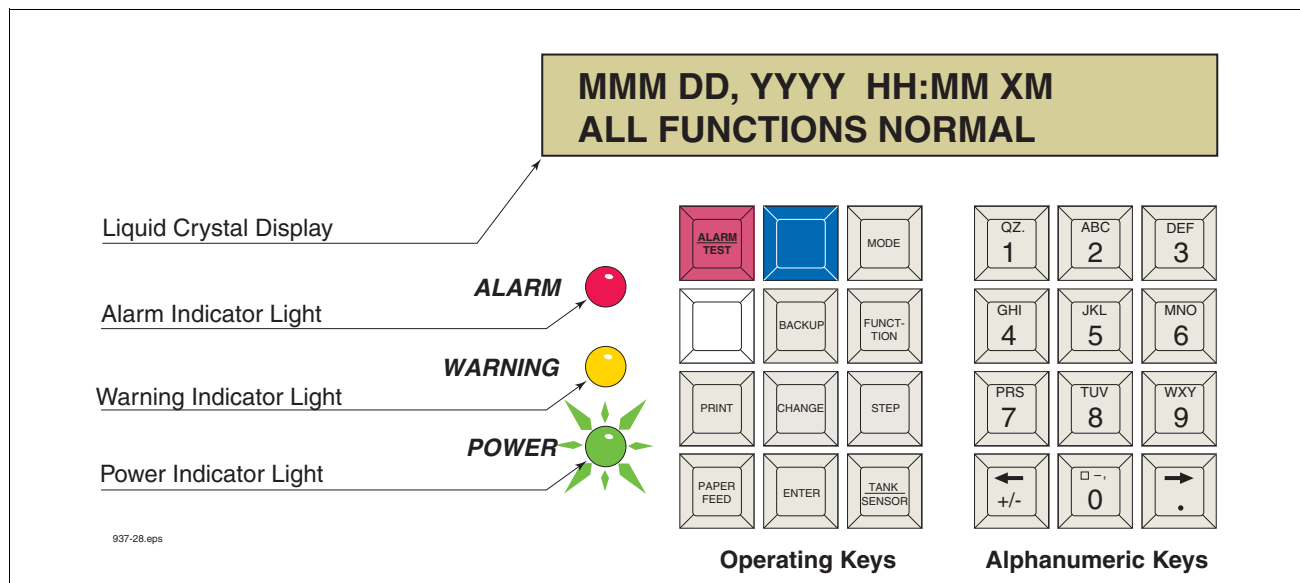 MMM DD, YYYY HH:MM XM
ALL FUNCTIONS NORMAL
Liquid Crystal Display
ALARM
Alarm Indicator Light
WARNING
Warning Indicator Light
POWER
Power Indicator Light
937-28.eps
ALARM
TEST
MODE
BACKUP
FUNCT-
TION
PRINT
CHANGE
STEP
PAPER
FEED
ENTER
TANK
SENSOR
Operating Keys
QZ.
1
ABC
2
DEF
3
GHI
4
JKL
5
MNO
6
PRS
7
TUV
8
WXY
9
←
+/-
□ –,
0
→
.
Alphanumeric Keys